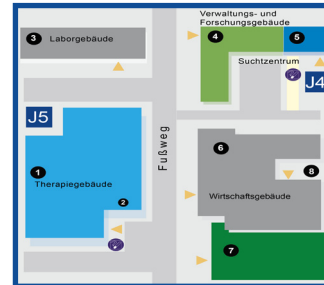 Verwaltungs- und
Forschungsgebäude
3
Laborgebäude
4
5
Suchtzentrum
J4
J5
Fußweg
1
Therapiegebäude
2
6
8
Wirtschaftsgebäude
7